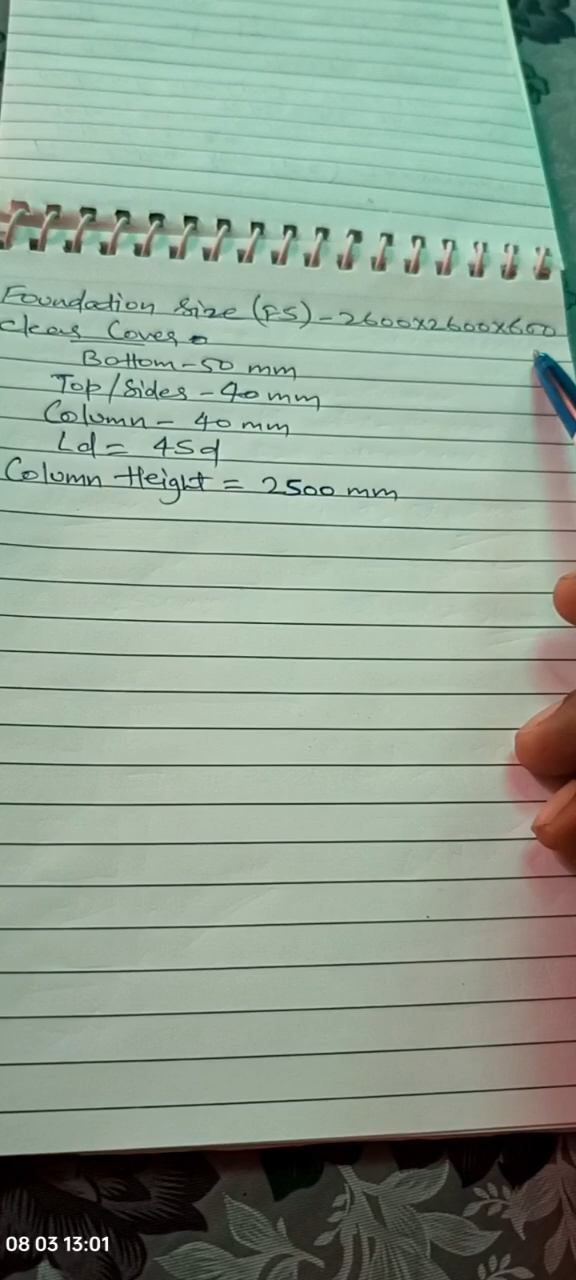 Foundation Size (FS) - 2600x2600x600
Clear Cover -
Bottom - 50 mm
Top/Sides - 40 mm
Column - 40 mm
Ld = 45d
Column Height = 2500 mm
08 03 13:01